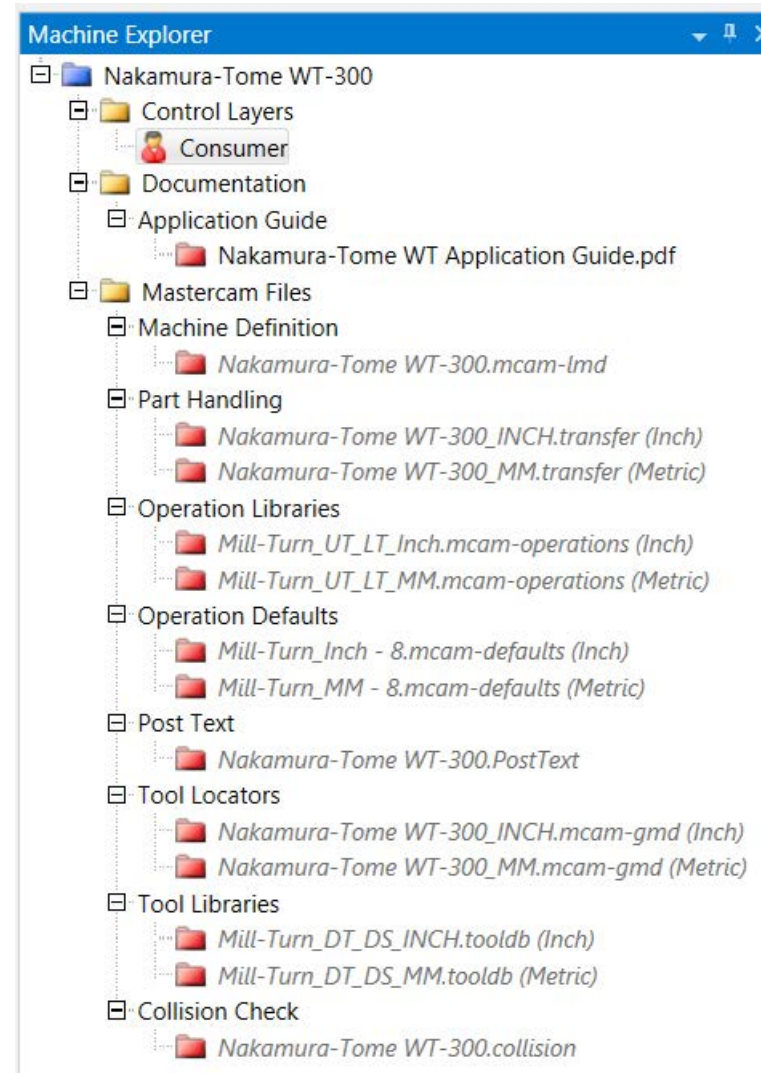 Machine Explorer
Nakamura-Tome WT-300
Control Layers
Consumer
Documentation
Application Guide
Nakamura-Tome WT Application Guide.pdf
Mastercam Files
Machine Definition
Nakamura-Tome WT-300.mcam-lmd
Part Handling
Nakamura-Tome WT-300_INCH.transfer (Inch)
Nakamura-Tome WT-300_MM.transfer (Metric)
Operation Libraries
Mill-Turn_UT_LT_Inch.mcam-operations (Inch)
Mill-Turn_UT_LT_MM.mcam-operations (Metric)
Operation Defaults
Mill-Turn_Inch - 8.mcam-defaults (Inch)
Mill-Turn_MM - 8.mcam-defaults (Metric)
Post Text
Nakamura-Tome WT-300.PostText
Tool Locators
Nakamura-Tome WT-300_INCH.mcam-gmd (Inch)
Nakamura-Tome WT-300_MM.mcam-gmd (Metric)
Tool Libraries
Mill-Turn_DT_DS_INCH.tooldb (Inch)
Mill-Turn_DT_DS_MM.tooldb (Metric)
Collision Check
Nakamura-Tome WT-300.collision